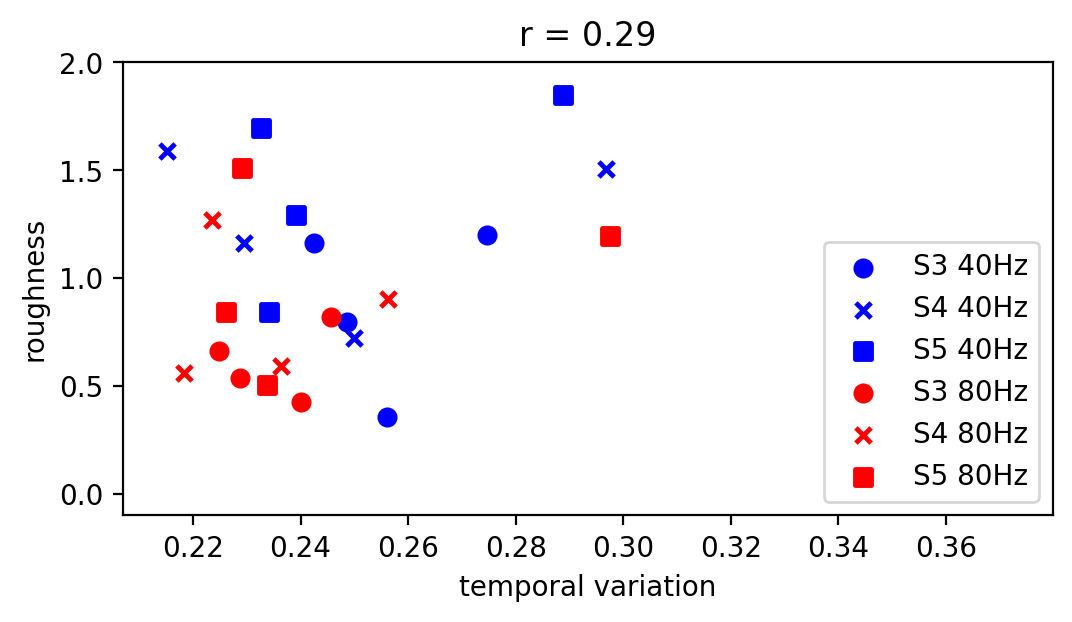 r = 0.29
2.0
1.5
1.0
0.5
0.0
roughness
0.22 0.24 0.26 0.28 0.30 0.32 0.34 0.36
temporal variation
S3 40Hz
S4 40Hz
S5 40Hz
S3 80Hz
S4 80Hz
S5 80Hz